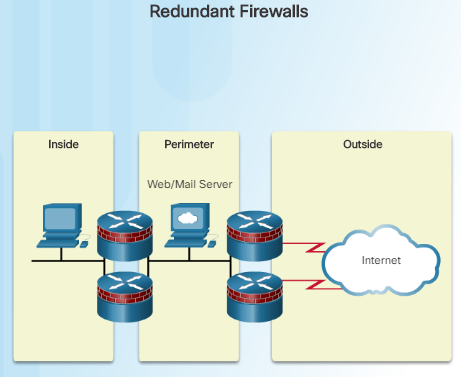 Redundant Firewalls
Inside
Perimeter
Outside
Web/Mail Server
Internet